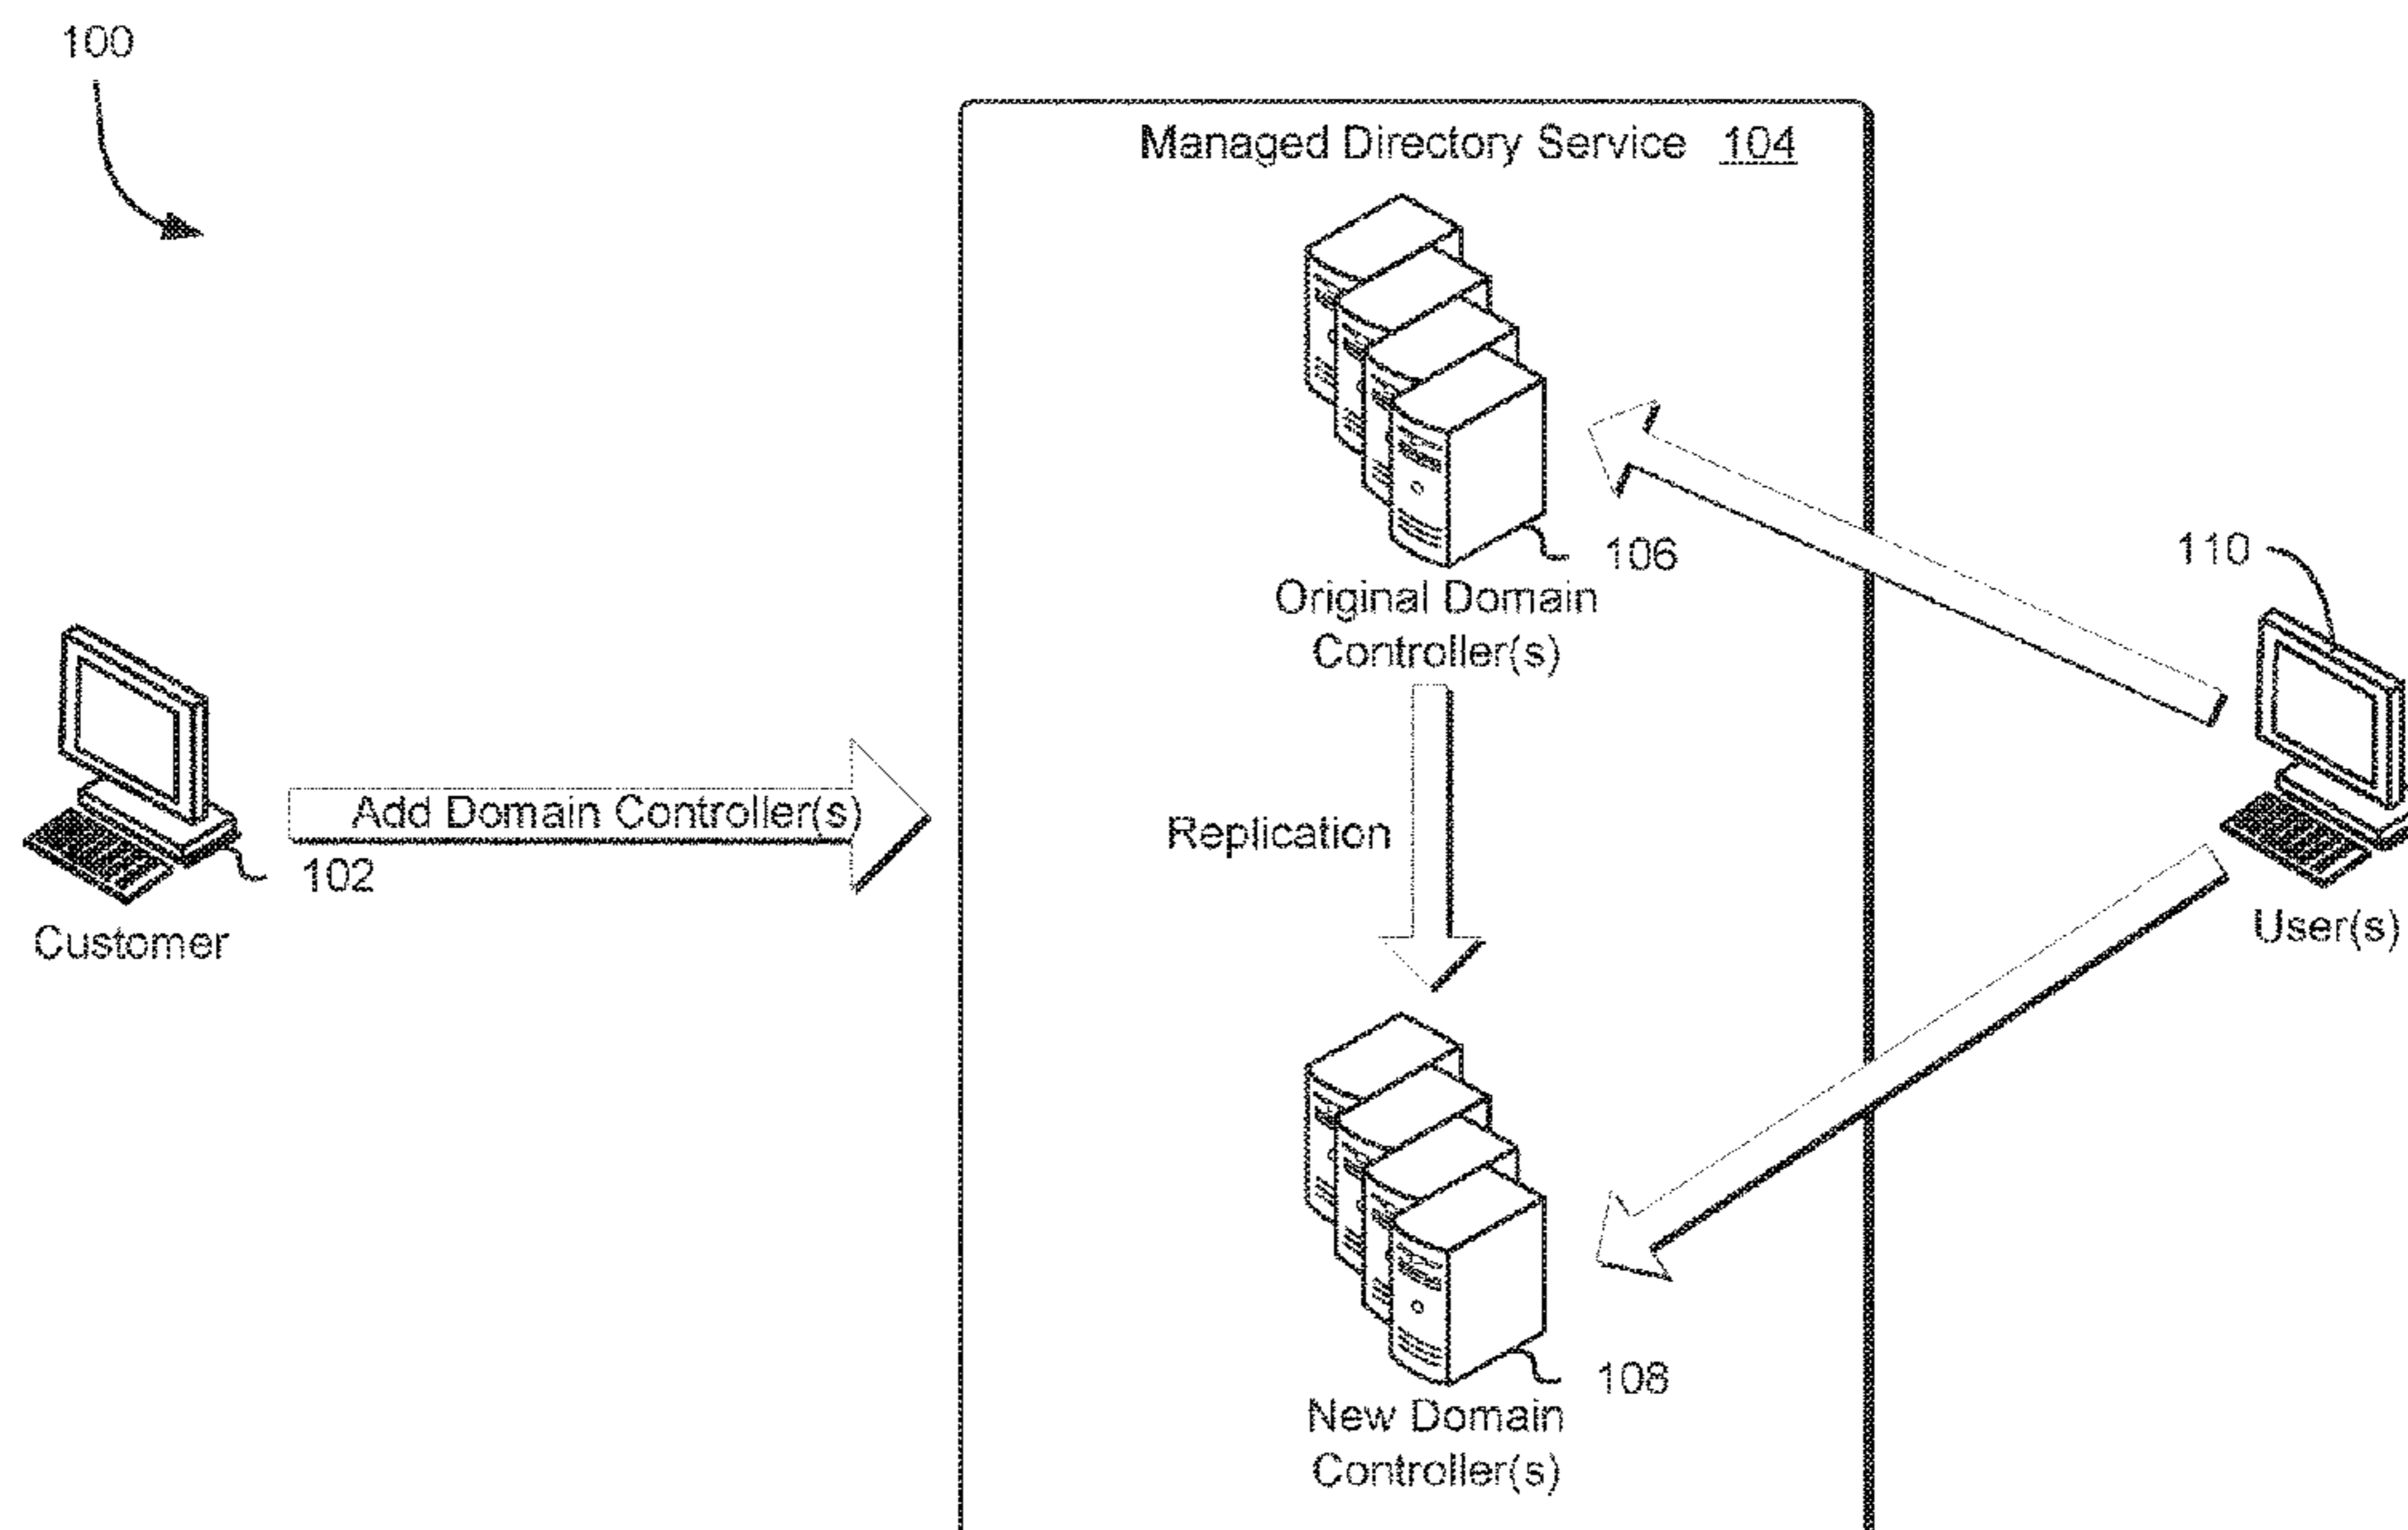 100
Managed Directory Service 104
106
Original Domain
Controller(s)
110
Add Domain Controller(s)
102
Customer
Replication
User(s)
108
New Domain
Controller(s)